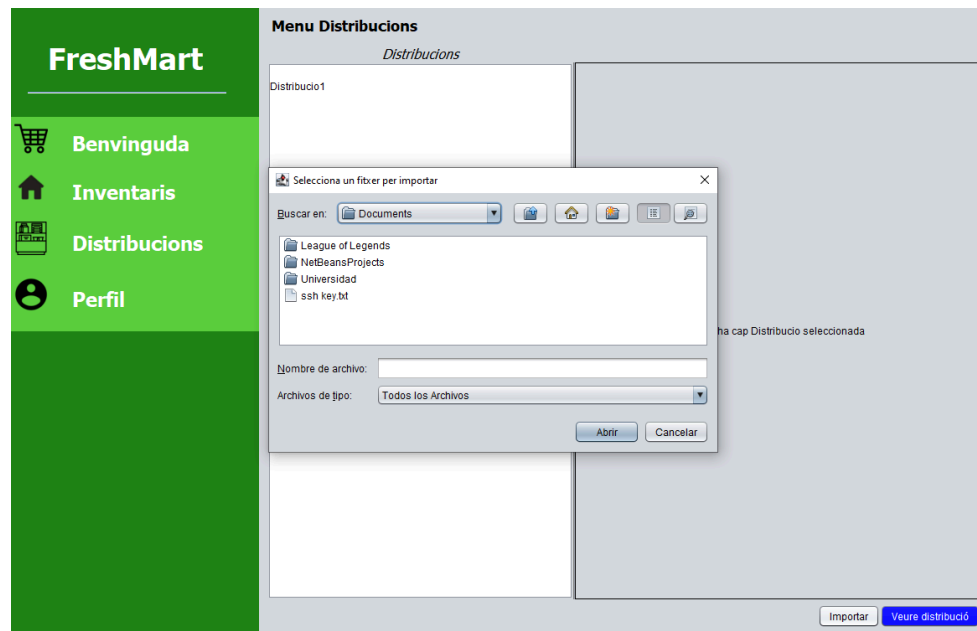 FreshMart
Benvinguda
Inventaris
Distribucions
Perfil
Menu Distribucions
Distribucions
Distribucio1
Selecciona un fitxer per importar
Buscar en: Documents
League of Legends
NetBeansProjects
Universidad
ssh key.txt
Nombre de archivo:
Archivos de tipo: Todos los Archivos
Abrir Cancelar
ha cap Distribucio seleccionada
Importar Veure distribució